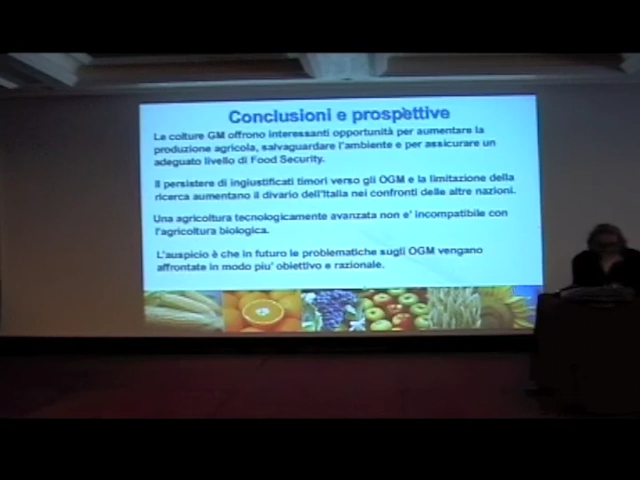 Conclusioni e prospettive
Le colture GM offrono interessanti opportunità per aumentare la
produzione agricola, salvaguardare l'ambiente e per assicurare un
adeguato livello di Food Security.
Il persistere di ingiustificati timori verso gli OGM e la limitazione della
ricerca aumentano il divario dell'Italia nei confronti delle altre nazioni.
Una agricoltura tecnologicamente avanzata non e' incompatibile con
l'agricoltura biologica.
L'auspicio è che in futuro le problematiche sugli OGM vengano
affrontate in modo piu' obiettivo e razionale.